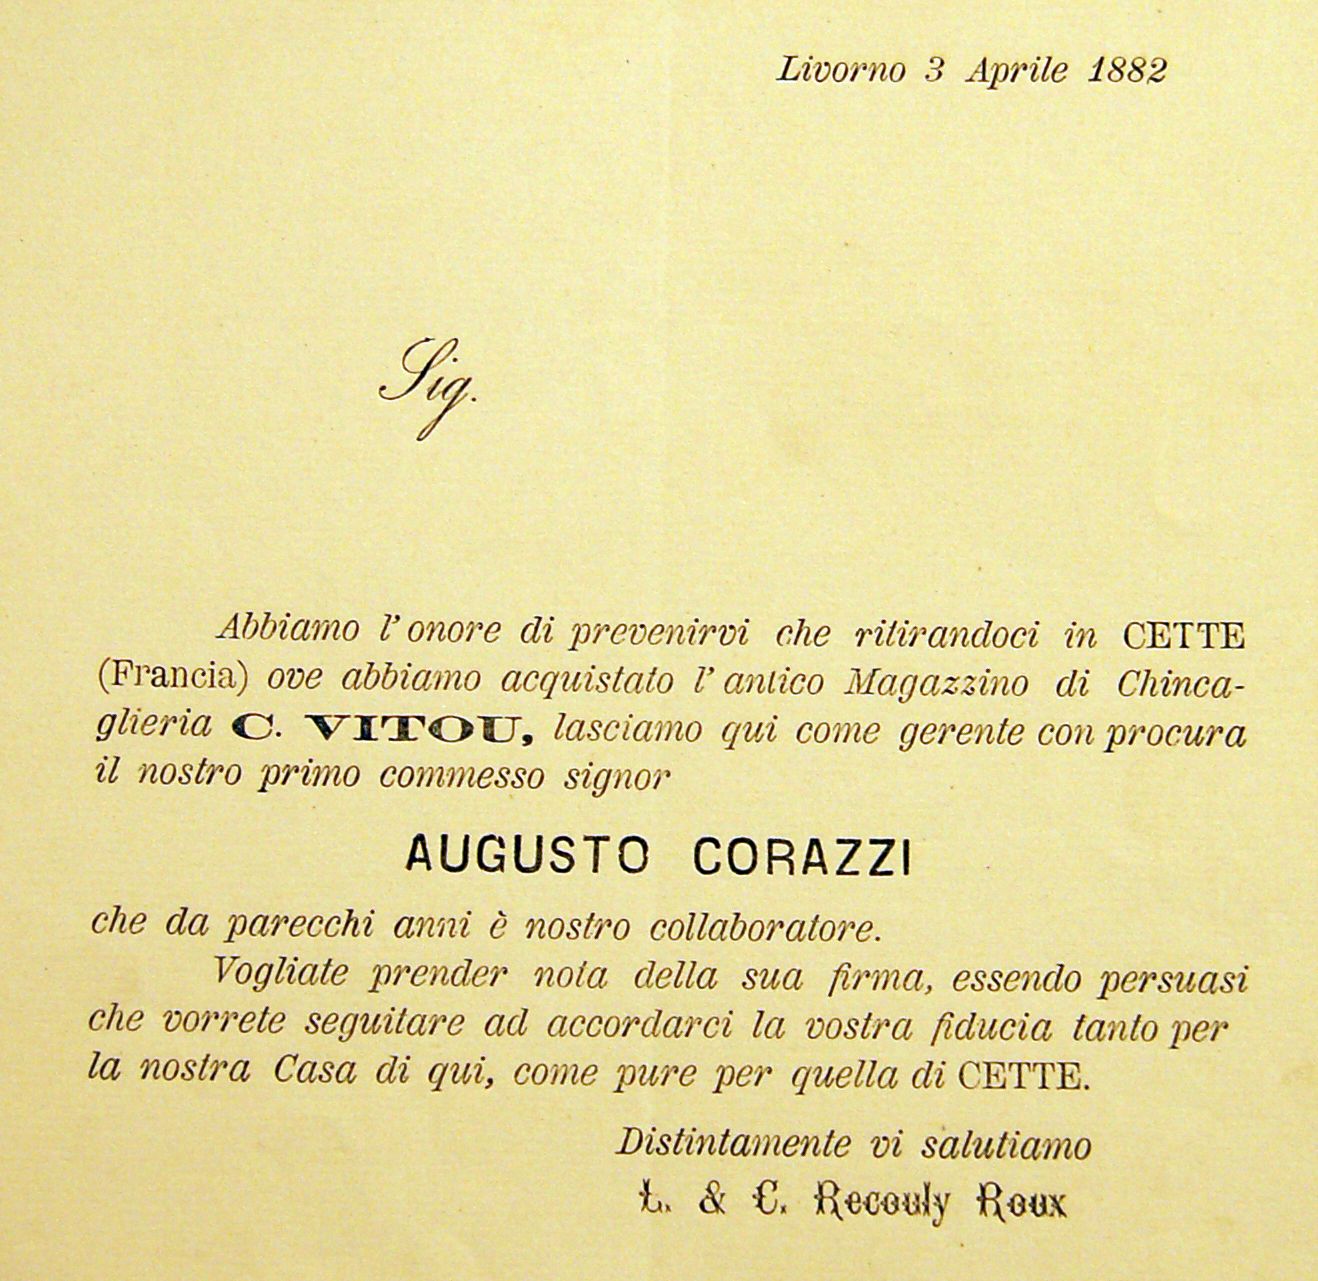 Livorno 3 Aprile 1882
Sig.
Abbiamo l' onore di prevenirvi che ritirandoci in CETTE
(Francia) ove abbiamo acquistato l' antico Magazzino di Chinca-
glieria C. VITOU, lasciamo qui come gerente con procura
il nostro primo commesso signor
AUGUSTO CORAZZI
che da parecchi anni è nostro collaboratore.
Vogliate prender nota della sua firma, essendo persuasi
che vorrete seguitare ad accordarci la vostra fiducia tanto per
la nostra Casa di qui, come pure per quella di CETTE.
Distintamente vi salutiamo
L. & C. Recouly Roux